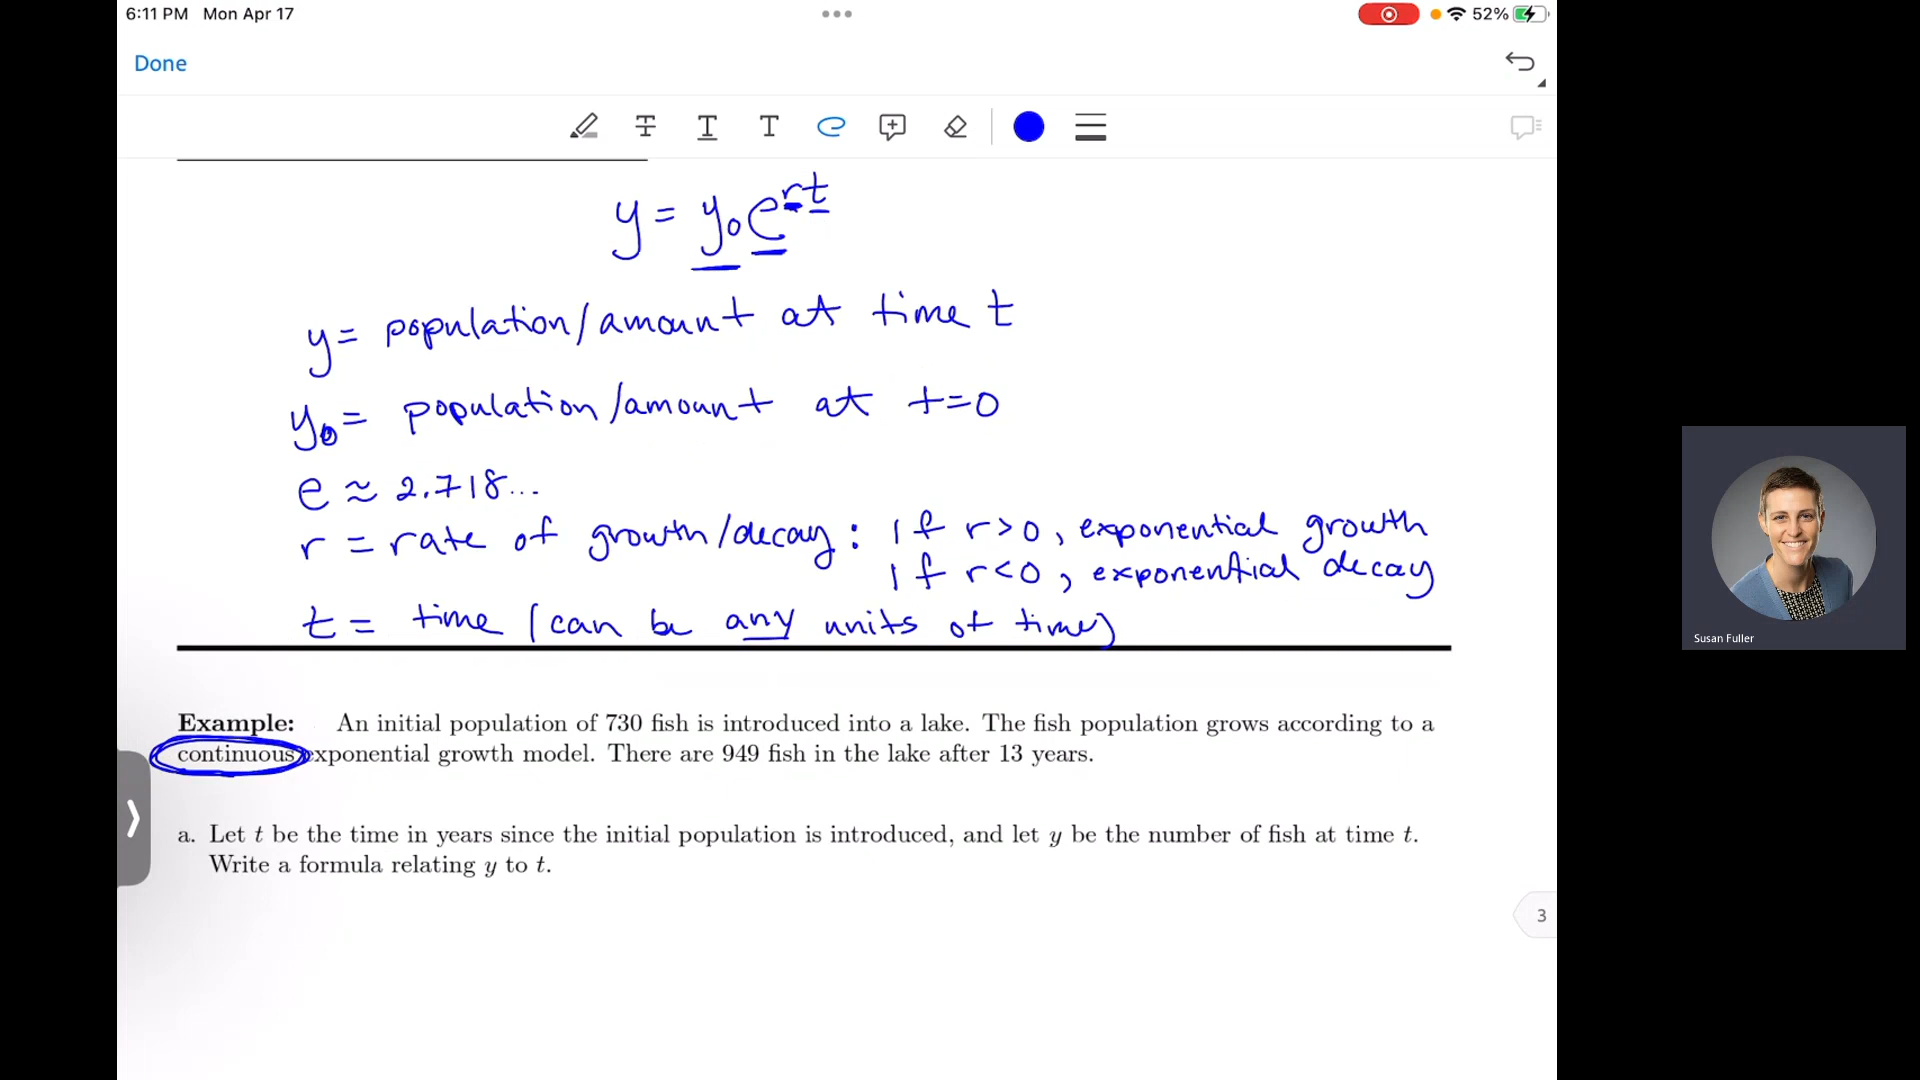 6:11 PM Mon Apr 17
52%
Done
y = y₀e^{rt}
y = population/amount at time t
y₀ = population/amount at t=0
e ≈ 2.718...
r = rate of growth/decay: If r>0, exponential growth
If r<0, exponential decay
t = time (can be any units of time)
Example: An initial population of 730 fish is introduced into a lake. The fish population grows according to a
continuous exponential growth model. There are 949 fish in the lake after 13 years.
a. Let t be the time in years since the initial population is introduced, and let y be the number of fish at time t.
Write a formula relating y to t.
3
Susan Fuller